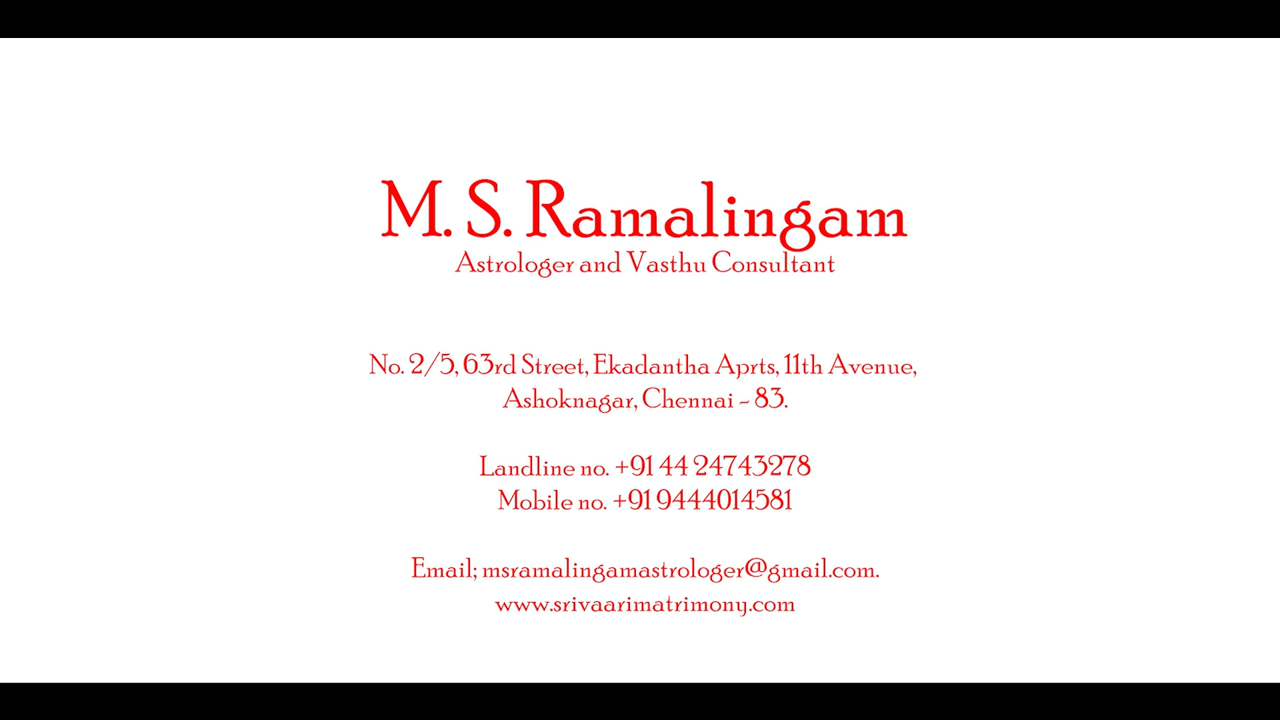 M. S. Ramalingam
Astrologer and Vasthu Consultant
No. 2/5, 63rd Street, Ekadantha Aprts, 11th Avenue,
Ashoknagar, Chennai - 83.
Landline no. +91 44 24743278
Mobile no. +91 9444014581
Email; msramalingamastrologer@gmail.com.
www.srivaarimatrimony.com